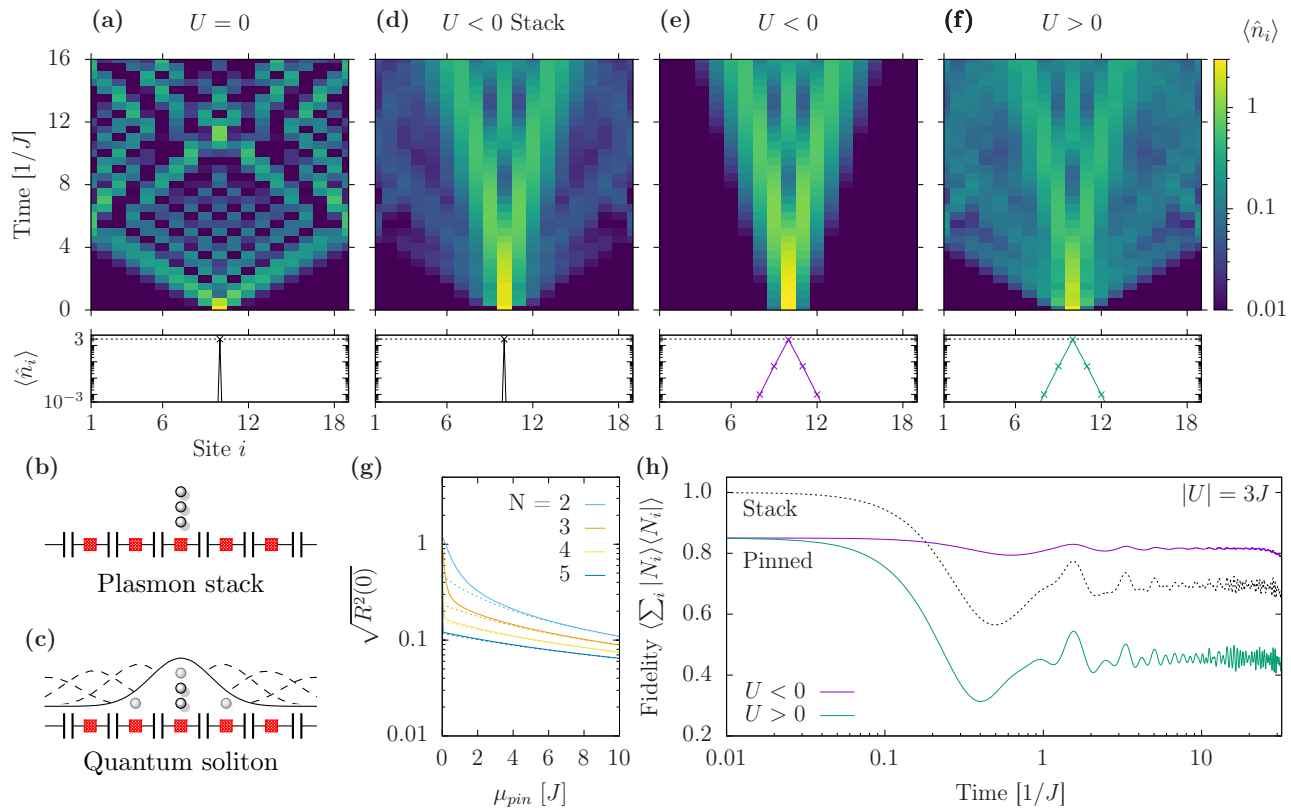 (a) U = 0
(d) U < 0 Stack
(e) U < 0
(f) U > 0
⟨n̂ᵢ⟩
Time [1/J]
16
12
8
4
0
1
0.1
0.01
⟨n̂ᵢ⟩
3
10⁻³
1 6 12 18
1 6 12 18
1 6 12 18
1 6 12 18
Site i
(b)
Plasmon stack
(c)
Quantum soliton
(g)
√R²(0)
1
0.1
0.01
N = 2
3
4
5
0 2 4 6 8 10
μ_pin [J]
(h)
Fidelity ⟨∑ᵢ |Nᵢ⟩⟨Nᵢ|⟩
1.0
0.8
0.6
0.4
0.2
|U| = 3J
Stack
Pinned
U < 0
U > 0
0.01 0.1 1 10
Time [1/J]